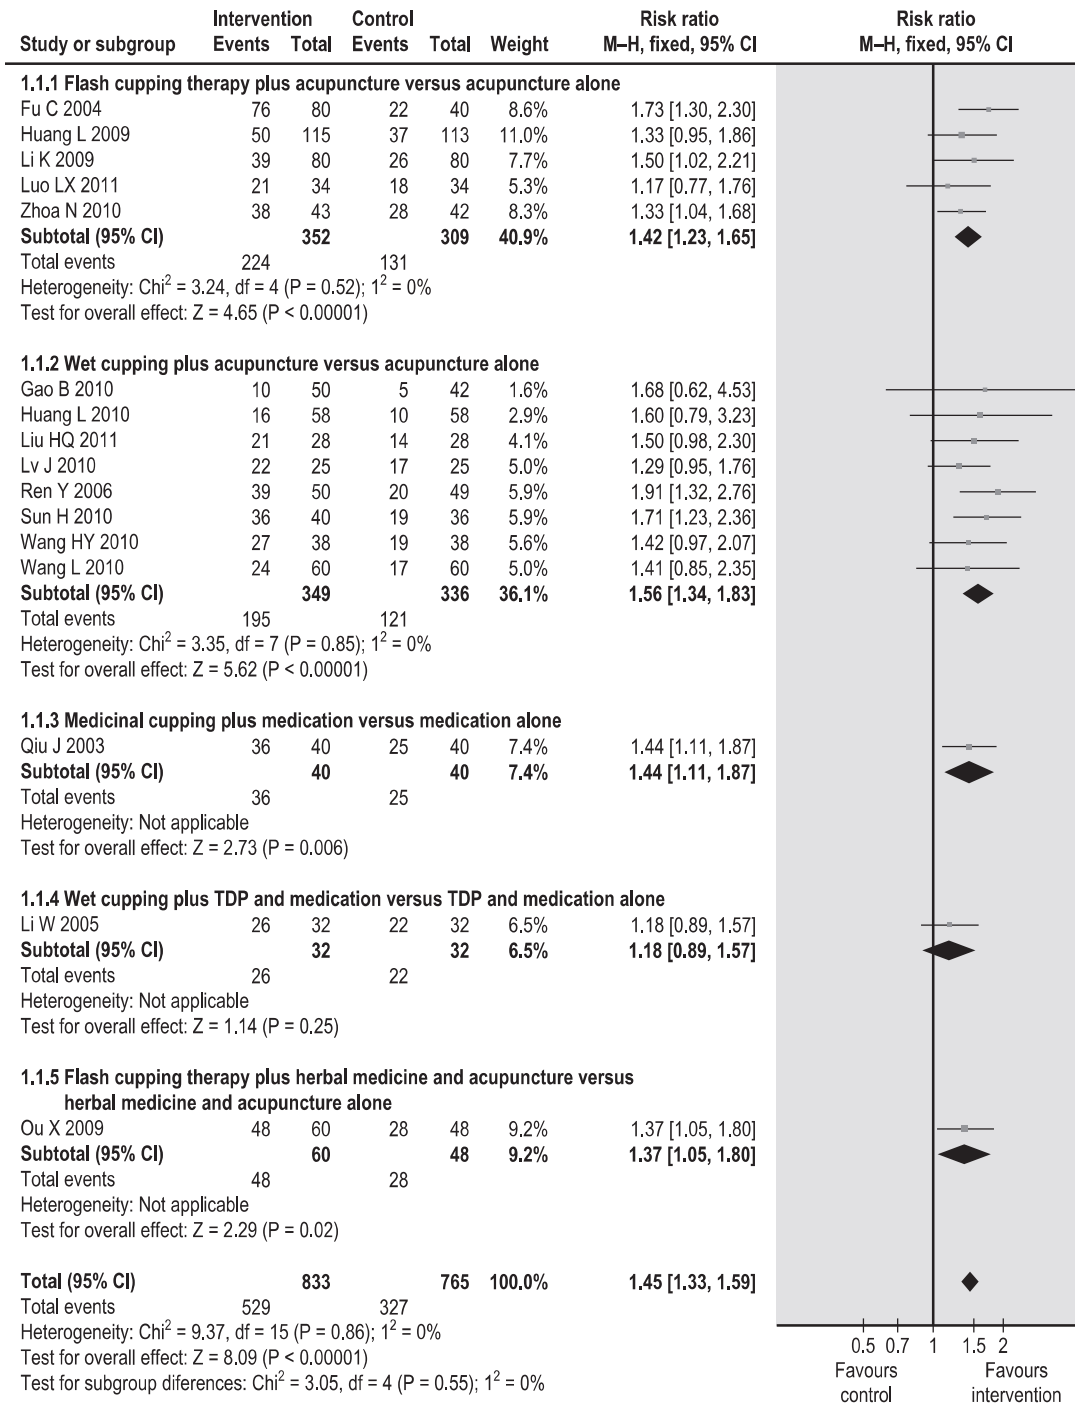 Intervention Control Risk ratio Risk ratio
Study or subgroup Events Total Events Total Weight M–H, fixed, 95% CI M–H, fixed, 95% CI
1.1.1 Flash cupping therapy plus acupuncture versus acupuncture alone
Fu C 2004 76 80 22 40 8.6% 1.73 [1.30, 2.30]
Huang L 2009 50 115 37 113 11.0% 1.33 [0.95, 1.86]
Li K 2009 39 80 26 80 7.7% 1.50 [1.02, 2.21]
Luo LX 2011 21 34 18 34 5.3% 1.17 [0.77, 1.76]
Zhoa N 2010 38 43 28 42 8.3% 1.33 [1.04, 1.68]
Subtotal (95% CI) 352 309 40.9% 1.42 [1.23, 1.65]
Total events 224 131
Heterogeneity: Chi² = 3.24, df = 4 (P = 0.52); 1² = 0%
Test for overall effect: Z = 4.65 (P < 0.00001)
1.1.2 Wet cupping plus acupuncture versus acupuncture alone
Gao B 2010 10 50 5 42 1.6% 1.68 [0.62, 4.53]
Huang L 2010 16 58 10 58 2.9% 1.60 [0.79, 3.23]
Liu HQ 2011 21 28 14 28 4.1% 1.50 [0.98, 2.30]
Lv J 2010 22 25 17 25 5.0% 1.29 [0.95, 1.76]
Ren Y 2006 39 50 20 49 5.9% 1.91 [1.32, 2.76]
Sun H 2010 36 40 19 36 5.9% 1.71 [1.23, 2.36]
Wang HY 2010 27 38 19 38 5.6% 1.42 [0.97, 2.07]
Wang L 2010 24 60 17 60 5.0% 1.41 [0.85, 2.35]
Subtotal (95% CI) 349 336 36.1% 1.56 [1.34, 1.83]
Total events 195 121
Heterogeneity: Chi² = 3.35, df = 7 (P = 0.85); 1² = 0%
Test for overall effect: Z = 5.62 (P < 0.00001)
1.1.3 Medicinal cupping plus medication versus medication alone
Qiu J 2003 36 40 25 40 7.4% 1.44 [1.11, 1.87]
Subtotal (95% CI) 40 40 7.4% 1.44 [1.11, 1.87]
Total events 36 25
Heterogeneity: Not applicable
Test for overall effect: Z = 2.73 (P = 0.006)
1.1.4 Wet cupping plus TDP and medication versus TDP and medication alone
Li W 2005 26 32 22 32 6.5% 1.18 [0.89, 1.57]
Subtotal (95% CI) 32 32 6.5% 1.18 [0.89, 1.57]
Total events 26 22
Heterogeneity: Not applicable
Test for overall effect: Z = 1.14 (P = 0.25)
1.1.5 Flash cupping therapy plus herbal medicine and acupuncture versus
herbal medicine and acupuncture alone
Ou X 2009 48 60 28 48 9.2% 1.37 [1.05, 1.80]
Subtotal (95% CI) 60 48 9.2% 1.37 [1.05, 1.80]
Total events 48 28
Heterogeneity: Not applicable
Test for overall effect: Z = 2.29 (P = 0.02)
Total (95% CI) 833 765 100.0% 1.45 [1.33, 1.59]
Total events 529 327
Heterogeneity: Chi² = 9.37, df = 15 (P = 0.86); 1² = 0%
Test for overall effect: Z = 8.09 (P < 0.00001)
Test for subgroup diferences: Chi² = 3.05, df = 4 (P = 0.55); 1² = 0%
0.5 0.7 1 1.5 2
Favours Favours
control intervention